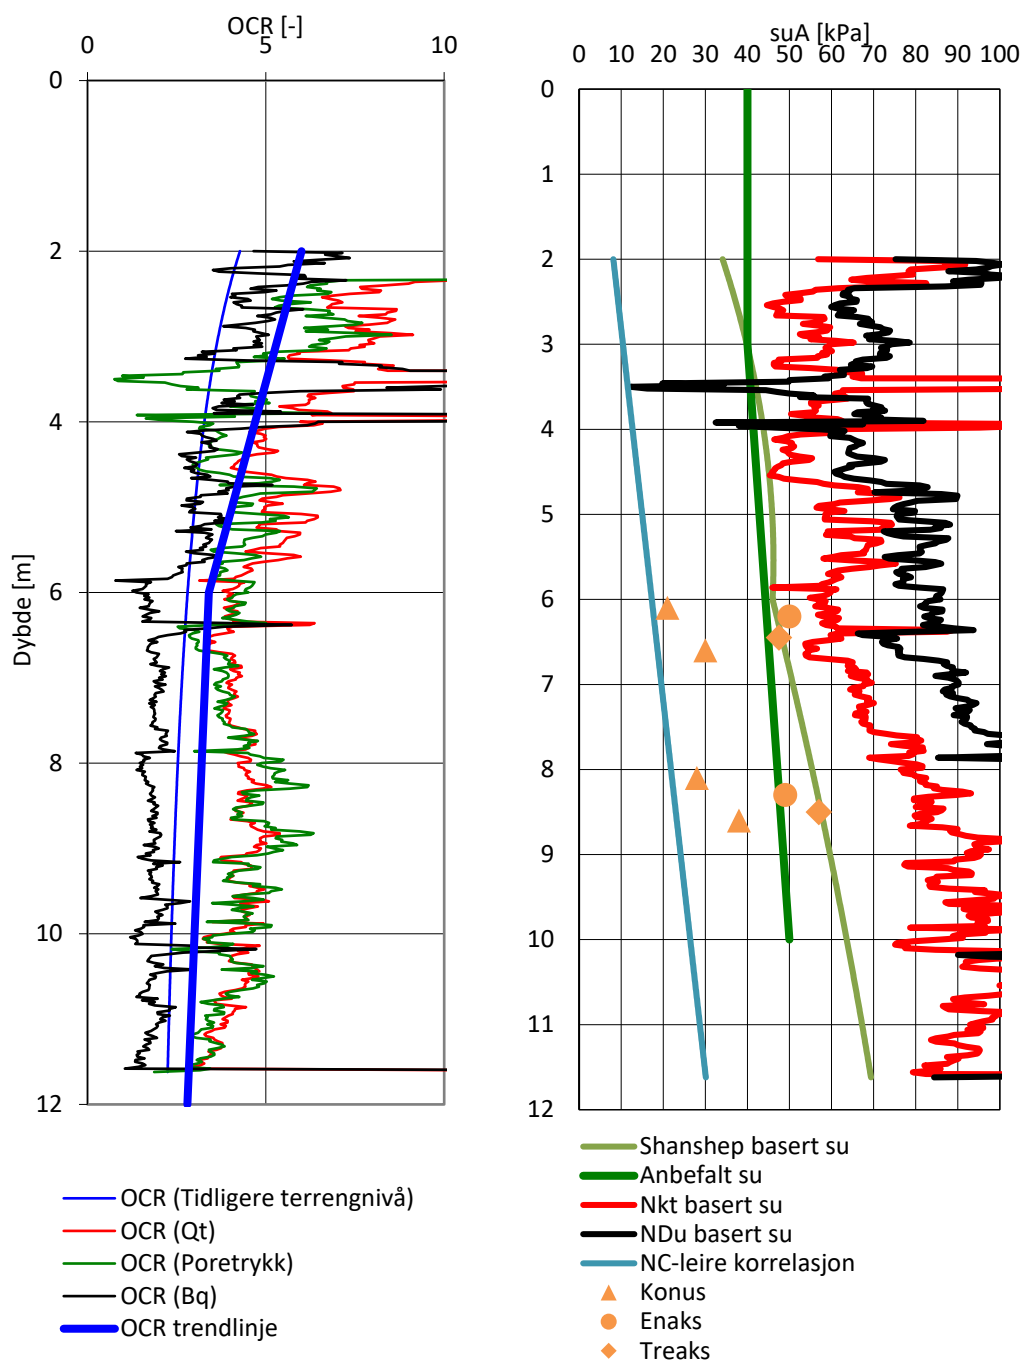 OCR [-]
0 5 10
0
2
4
6
8
10
12
Dybde [m]
OCR (Tidligere terrengnivå)
OCR (Qt)
OCR (Poretrykk)
OCR (Bq)
OCR trendlinje
suA [kPa]
0 10 20 30 40 50 60 70 80 90 100
0
1
2
3
4
5
6
7
8
9
10
11
12
Shanshep basert su
Anbefalt su
Nkt basert su
NDu basert su
NC-leire korrelasjon
Konus
Enaks
Treaks